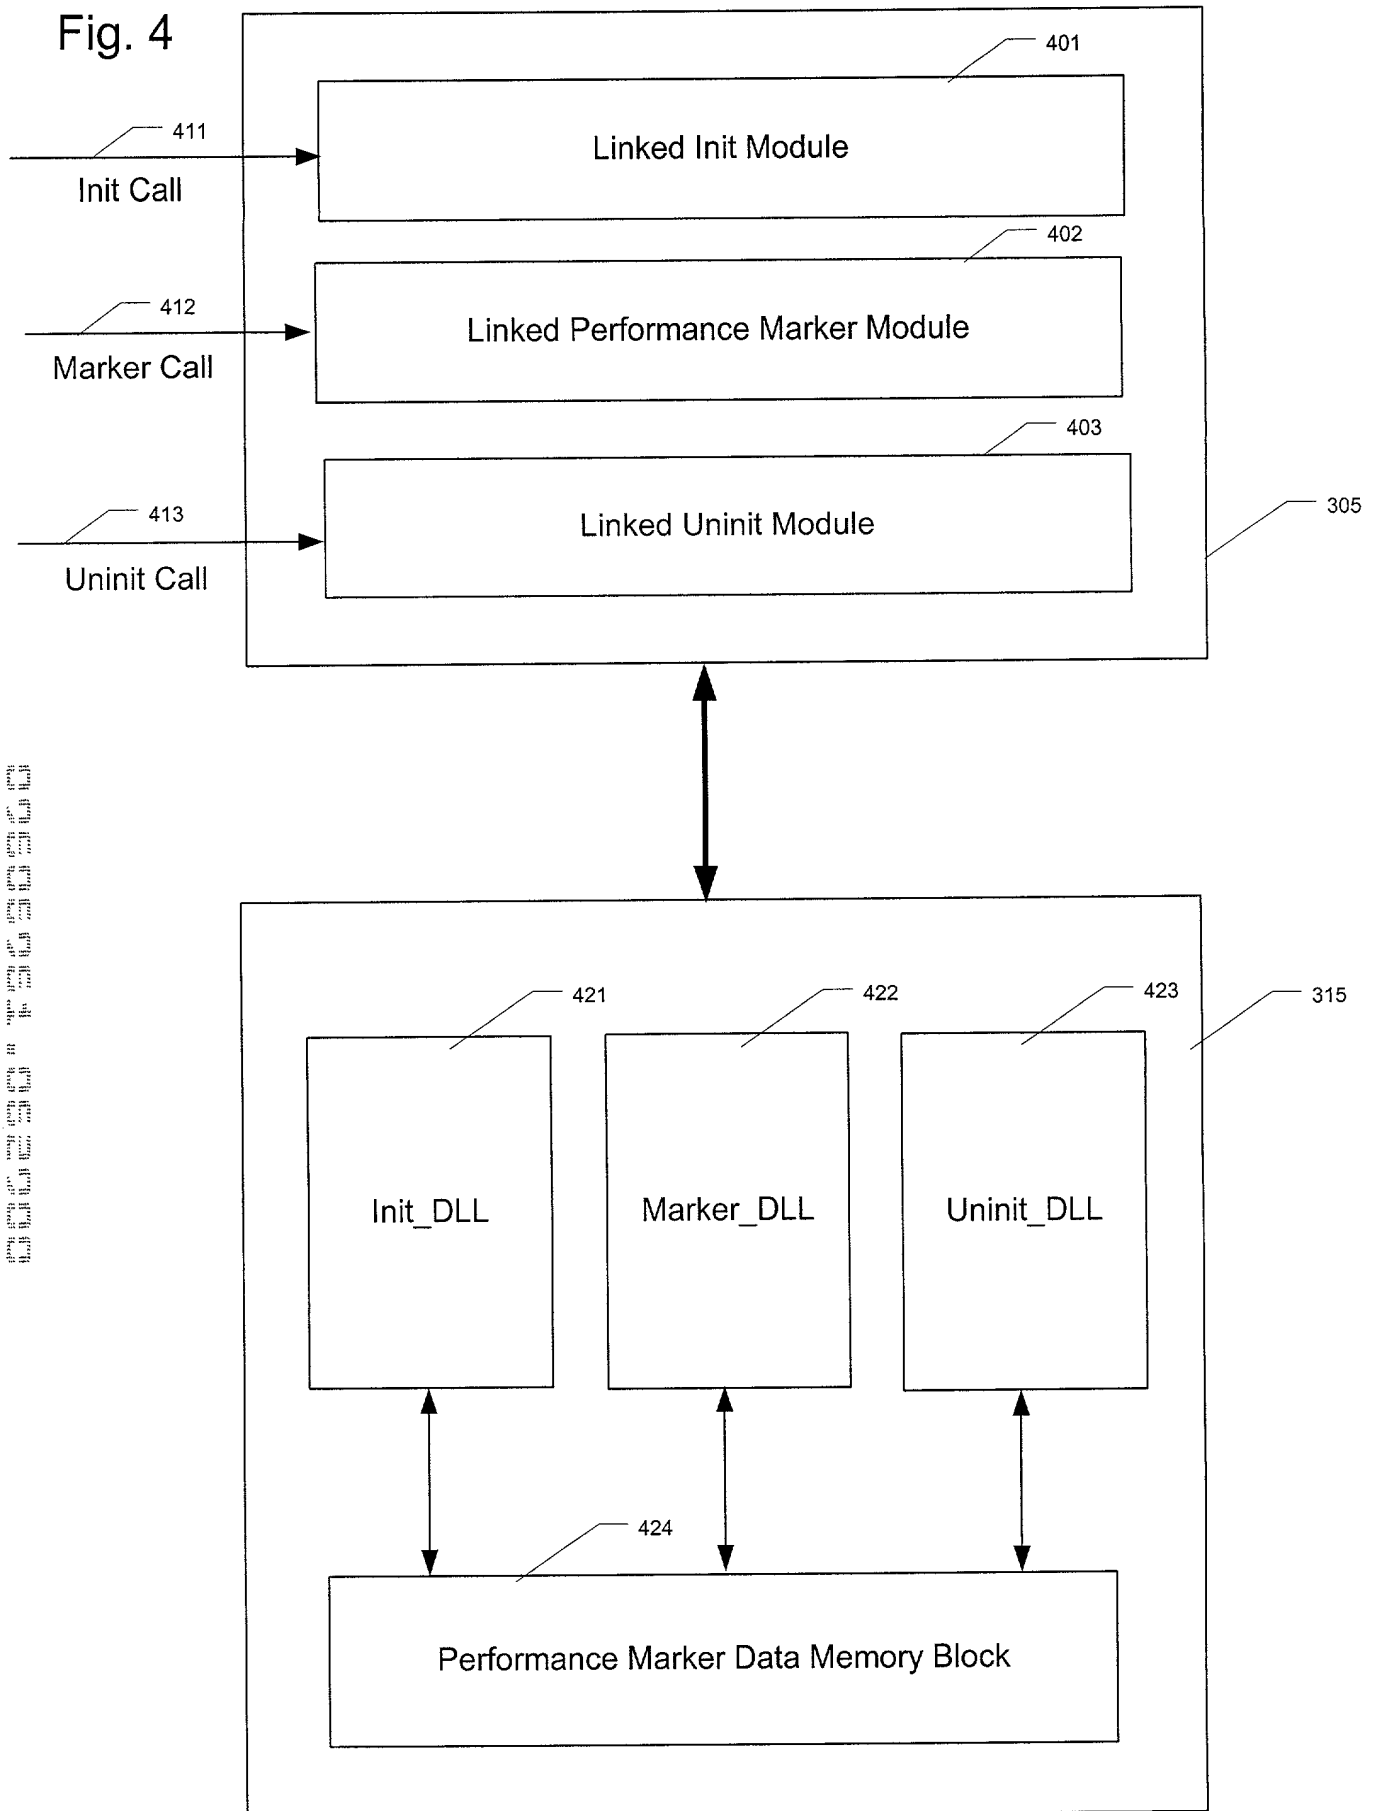 Fig. 4
401
Linked Init Module
411
Init Call
402
Linked Performance Marker Module
412
Marker Call
403
Linked Uninit Module
413
Uninit Call
305
421
422
423
315
Init_DLL
Marker_DLL
Uninit_DLL
424
Performance Marker Data Memory Block